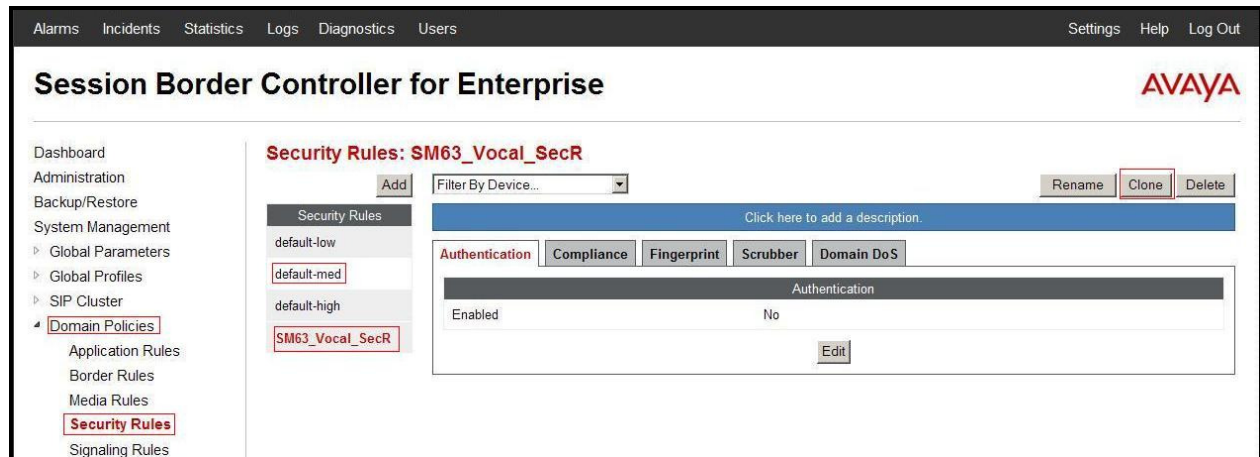 Alarms Incidents Statistics Logs Diagnostics Users Settings Help Log Out
Session Border Controller for Enterprise
AVAYA
Dashboard
Administration
Backup/Restore
System Management
Global Parameters
Global Profiles
SIP Cluster
Domain Policies
Application Rules
Border Rules
Media Rules
Security Rules
Signaling Rules
Security Rules: SM63_Vocal_SecR
Add Filter By Device... Rename Clone Delete
Security Rules
default-low
default-med
default-high
SM63_Vocal_SecR
Click here to add a description.
Authentication Compliance Fingerprint Scrubber Domain DoS
Authentication
Enabled No
Edit